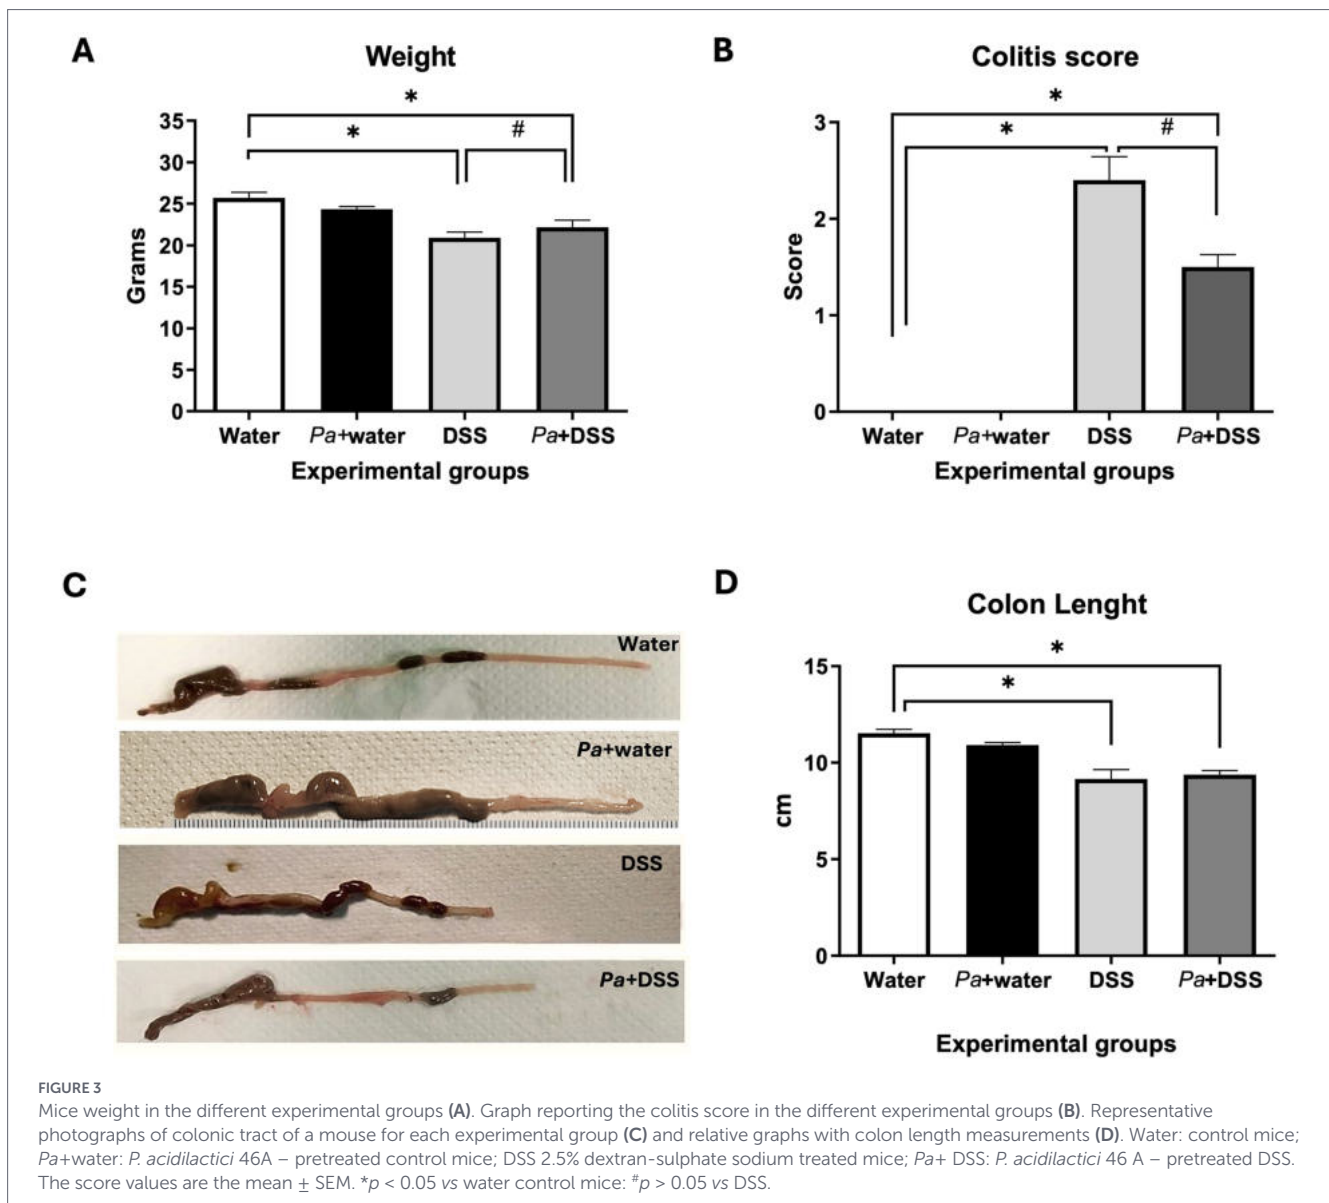 A
Weight
*
*
#
35
30
25
20
15
10
5
0
Grams
Water
Pa+water
DSS
Pa+DSS
Experimental groups
B
Colitis score
*
*
#
3
2
1
0
Score
Water
Pa+water
DSS
Pa+DSS
Experimental groups
C
Water
Pa+water
DSS
Pa+DSS
D
Colon Lenght
*
*
15
10
5
0
cm
Water
Pa+water
DSS
Pa+DSS
Experimental groups
FIGURE 3
Mice weight in the different experimental groups (A). Graph reporting the colitis score in the different experimental groups (B). Representative
photographs of colonic tract of a mouse for each experimental group (C) and relative graphs with colon length measurements (D). Water: control mice;
Pa+water: P. acidilactici 46A – pretreated control mice; DSS 2.5% dextran-sulphate sodium treated mice; Pa+ DSS: P. acidilactici 46 A – pretreated DSS.
The score values are the mean ± SEM. *p < 0.05 vs water control mice: #p > 0.05 vs DSS.